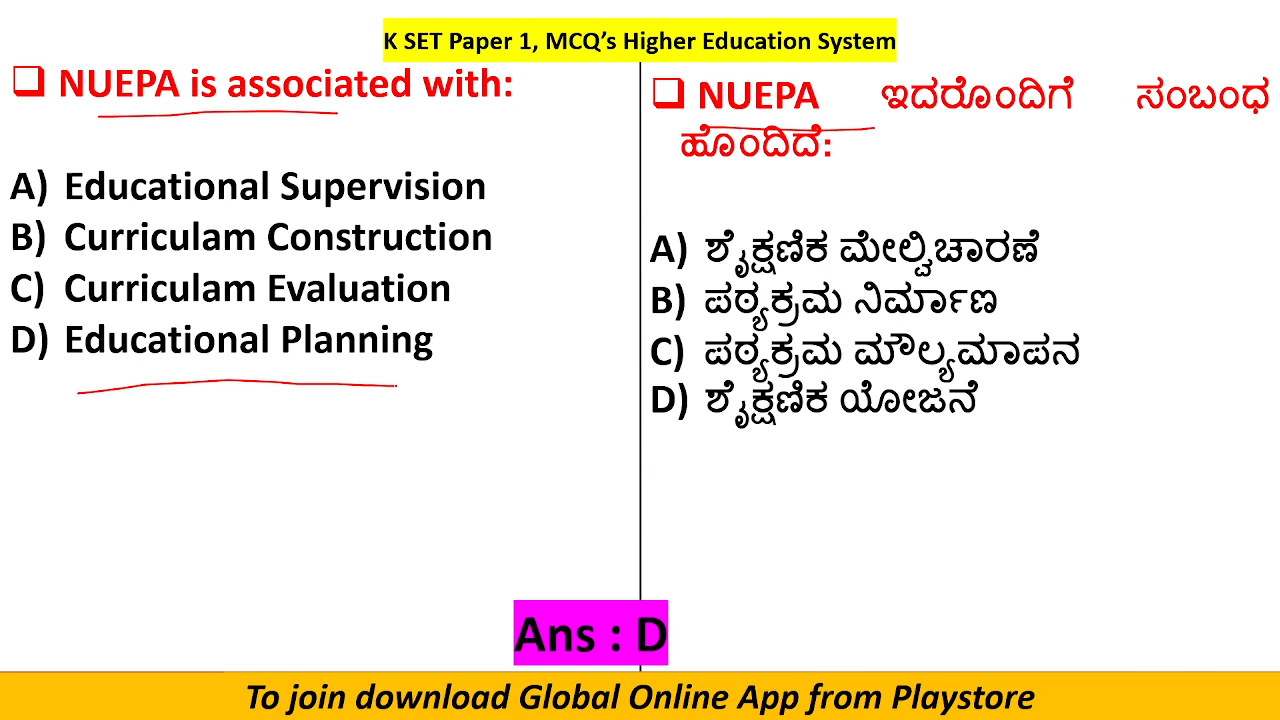 K SET Paper 1, MCQ's Higher Education System
❑ NUEPA is associated with:
A) Educational Supervision
B) Curriculam Construction
C) Curriculam Evaluation
D) Educational Planning
❑ NUEPA ಇದರೊಂದಿಗೆ ಸಂಬಂಧ
ಹೊಂದಿದೆ:
A) ಶೈಕ್ಷಣಿಕ ಮೇಲ್ವಿಚಾರಣೆ
B) ಪಠ್ಯಕ್ರಮ ನಿರ್ಮಾಣ
C) ಪಠ್ಯಕ್ರಮ ಮೌಲ್ಯಮಾಪನ
D) ಶೈಕ್ಷಣಿಕ ಯೋಜನೆ
Ans : D
To join download Global Online App from Playstore